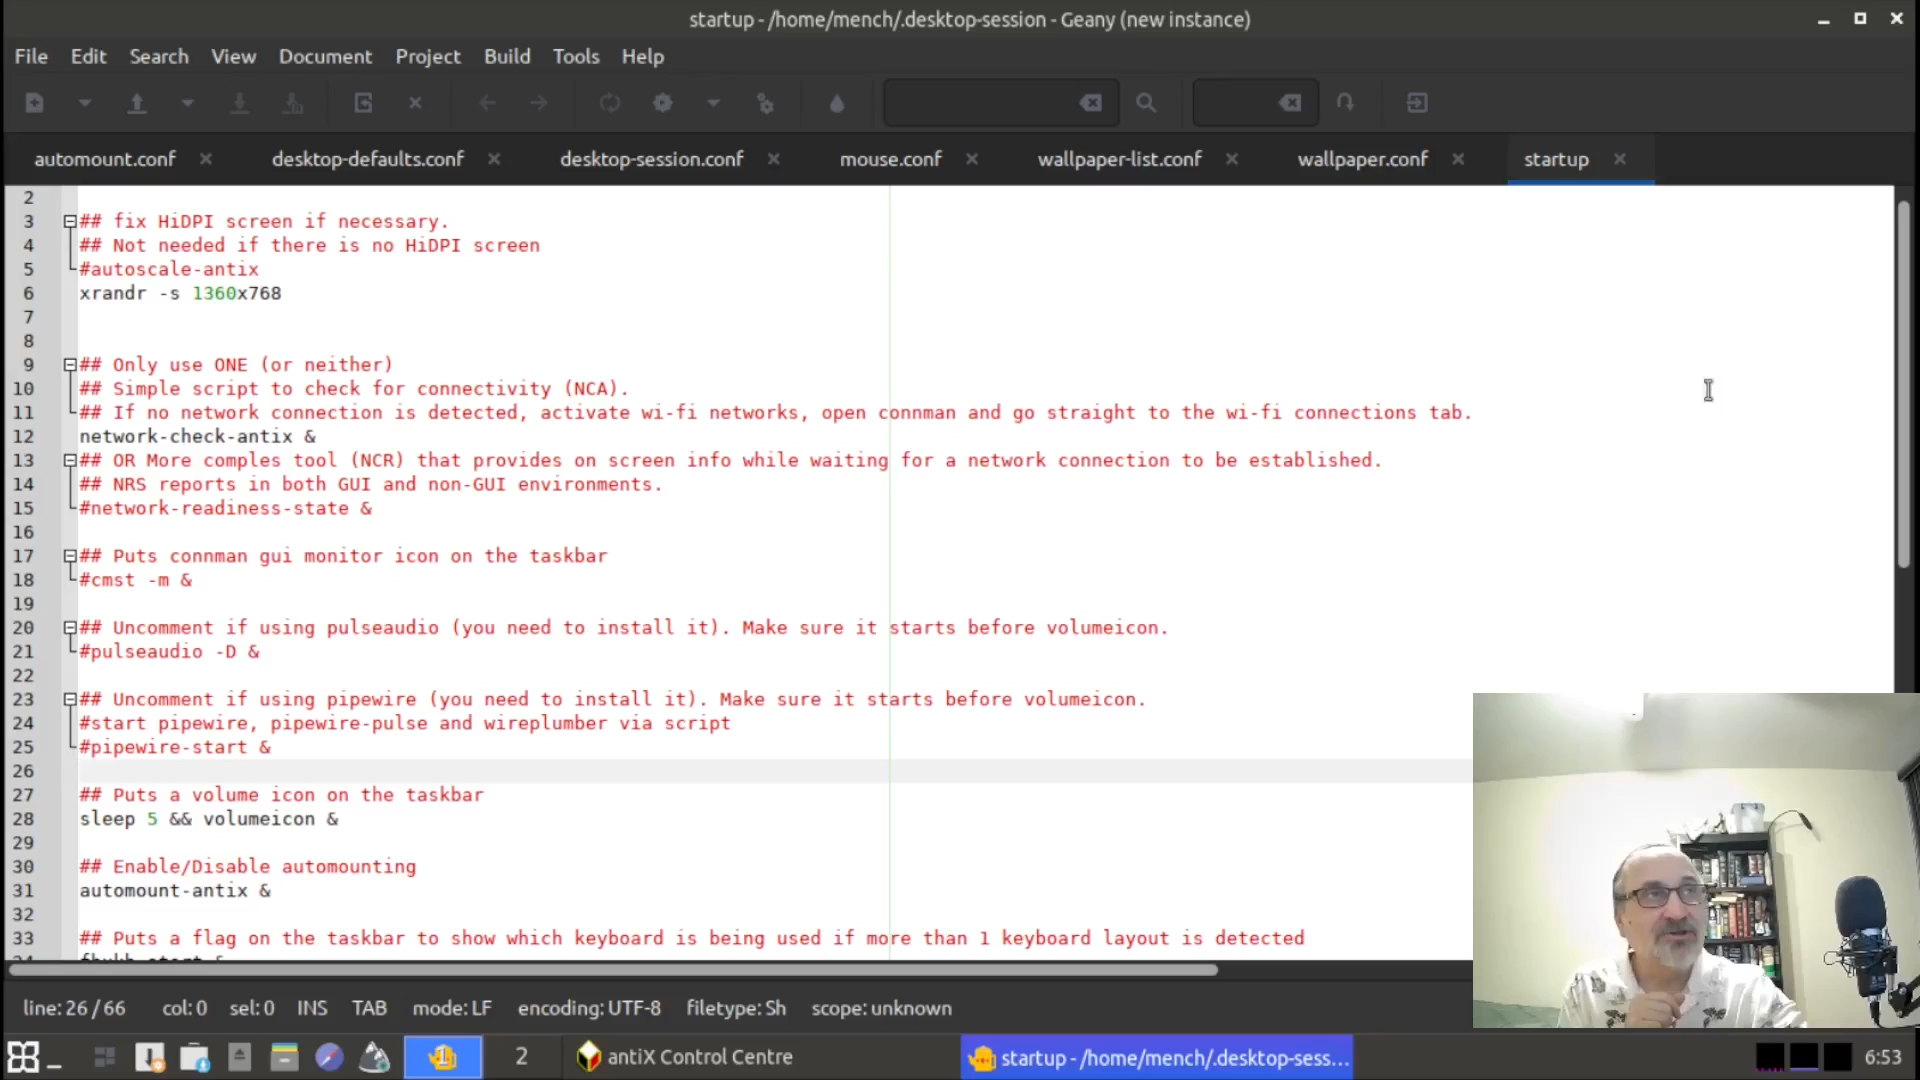 startup - /home/mench/.desktop-session - Geany (new instance)
File Edit Search View Document Project Build Tools Help
automount.conf desktop-defaults.conf desktop-session.conf mouse.conf wallpaper-list.conf wallpaper.conf startup
2
3 ## fix HiDPI screen if necessary.
4 ## Not needed if there is no HiDPI screen
5 #autoscale-antix
6 xrandr -s 1360x768
7
8
9 ## Only use ONE (or neither)
10 ## Simple script to check for connectivity (NCA).
11 ## If no network connection is detected, activate wi-fi networks, open connman and go straight to the wi-fi connections tab.
12 network-check-antix &
13 ## OR More comples tool (NCR) that provides on screen info while waiting for a network connection to be established.
14 ## NRS reports in both GUI and non-GUI environments.
15 #network-readiness-state &
16
17 ## Puts connman gui monitor icon on the taskbar
18 #cmst -m &
19
20 ## Uncomment if using pulseaudio (you need to install it). Make sure it starts before volumeicon.
21 #pulseaudio -D &
22
23 ## Uncomment if using pipewire (you need to install it). Make sure it starts before volumeicon.
24 #start pipewire, pipewire-pulse and wireplumber via script
25 #pipewire-start &
26
27 ## Puts a volume icon on the taskbar
28 sleep 5 && volumeicon &
29
30 ## Enable/Disable automounting
31 automount-antix &
32
33 ## Puts a flag on the taskbar to show which keyboard is being used if more than 1 keyboard layout is detected
line: 26 / 66 col: 0 sel: 0 INS TAB mode: LF encoding: UTF-8 filetype: Sh scope: unknown
1 2 antiX Control Centre startup - /home/mench/.desktop-sess... 6:53